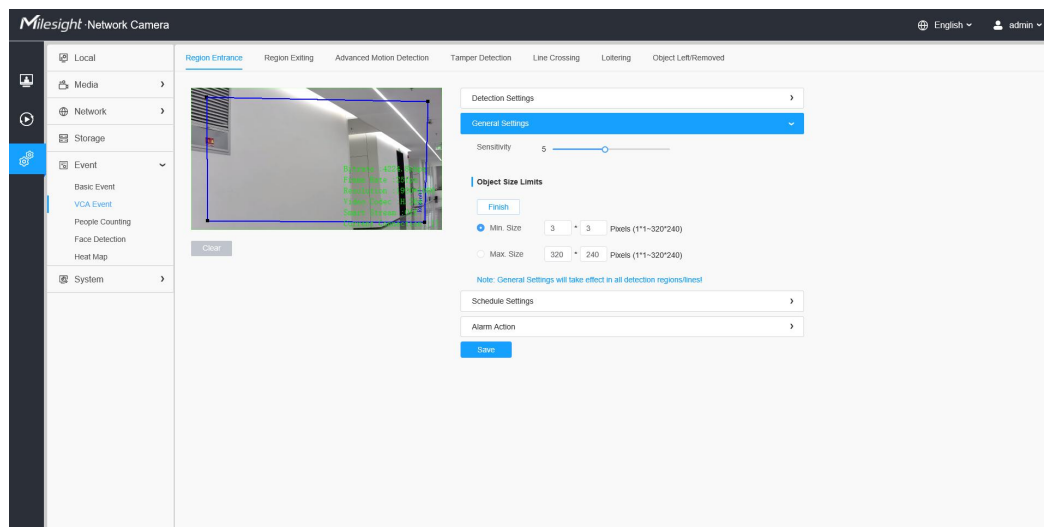 Milesight · Network Camera
English
admin
Local
Region Entrance
Region Exiting
Advanced Motion Detection
Tamper Detection
Line Crossing
Loitering
Object Left/Removed
Media
Network
Storage
Event
Basic Event
VCA Event
People Counting
Face Detection
Heat Map
System
Clear
Detection Settings
General Settings
Sensitivity 5
Object Size Limits
Finish
Min. Size 3 * 3 Pixels (1*1~320*240)
Max. Size 320 * 240 Pixels (1*1~320*240)
Note: General Settings will take effect in all detection regions/lines!
Schedule Settings
Alarm Action
Save